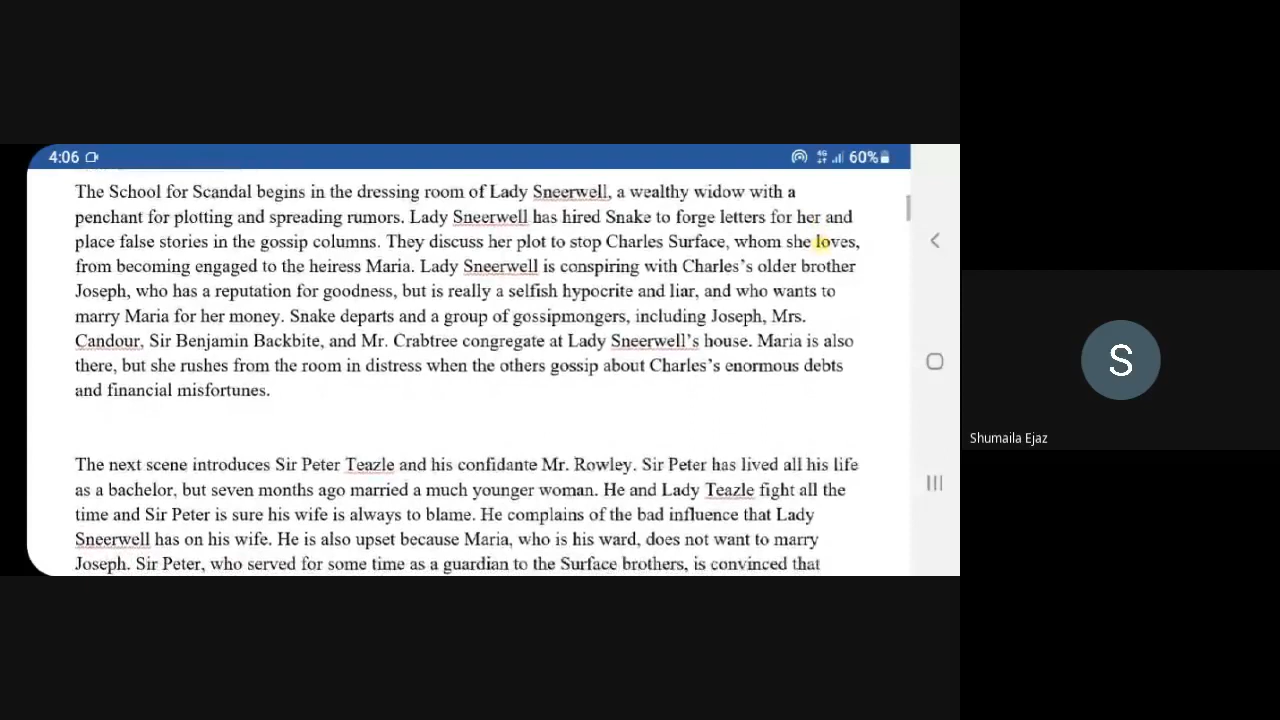 4:06
4G
60%
The School for Scandal begins in the dressing room of Lady Sneerwell, a wealthy widow with a
penchant for plotting and spreading rumors. Lady Sneerwell has hired Snake to forge letters for her and
place false stories in the gossip columns. They discuss her plot to stop Charles Surface, whom she loves,
from becoming engaged to the heiress Maria. Lady Sneerwell is conspiring with Charles’s older brother
Joseph, who has a reputation for goodness, but is really a selfish hypocrite and liar, and who wants to
marry Maria for her money. Snake departs and a group of gossipmongers, including Joseph, Mrs.
Candour, Sir Benjamin Backbite, and Mr. Crabtree congregate at Lady Sneerwell’s house. Maria is also
there, but she rushes from the room in distress when the others gossip about Charles’s enormous debts
and financial misfortunes.
The next scene introduces Sir Peter Teazle and his confidante Mr. Rowley. Sir Peter has lived all his life
as a bachelor, but seven months ago married a much younger woman. He and Lady Teazle fight all the
time and Sir Peter is sure his wife is always to blame. He complains of the bad influence that Lady
Sneerwell has on his wife. He is also upset because Maria, who is his ward, does not want to marry
Joseph. Sir Peter, who served for some time as a guardian to the Surface brothers, is convinced that
S
Shumaila Ejaz